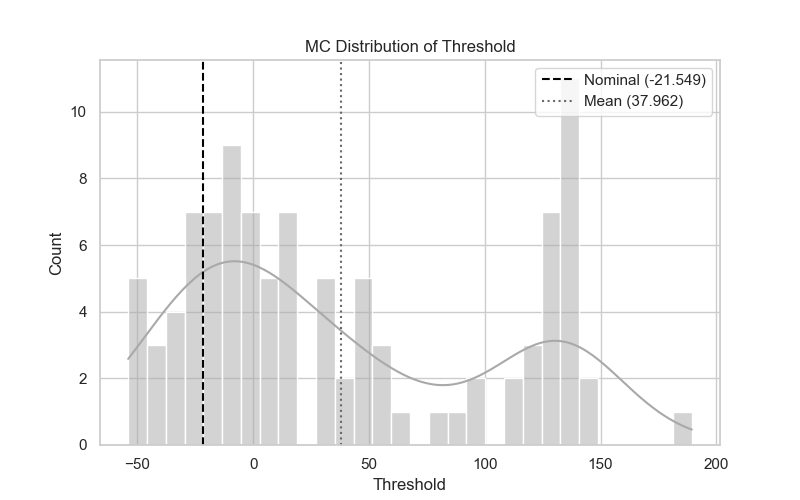 MC Distribution of Threshold
Nominal (-21.549)
Mean (37.962)
Count
10
8
6
4
2
0
−50
0
50
100
150
200
Threshold